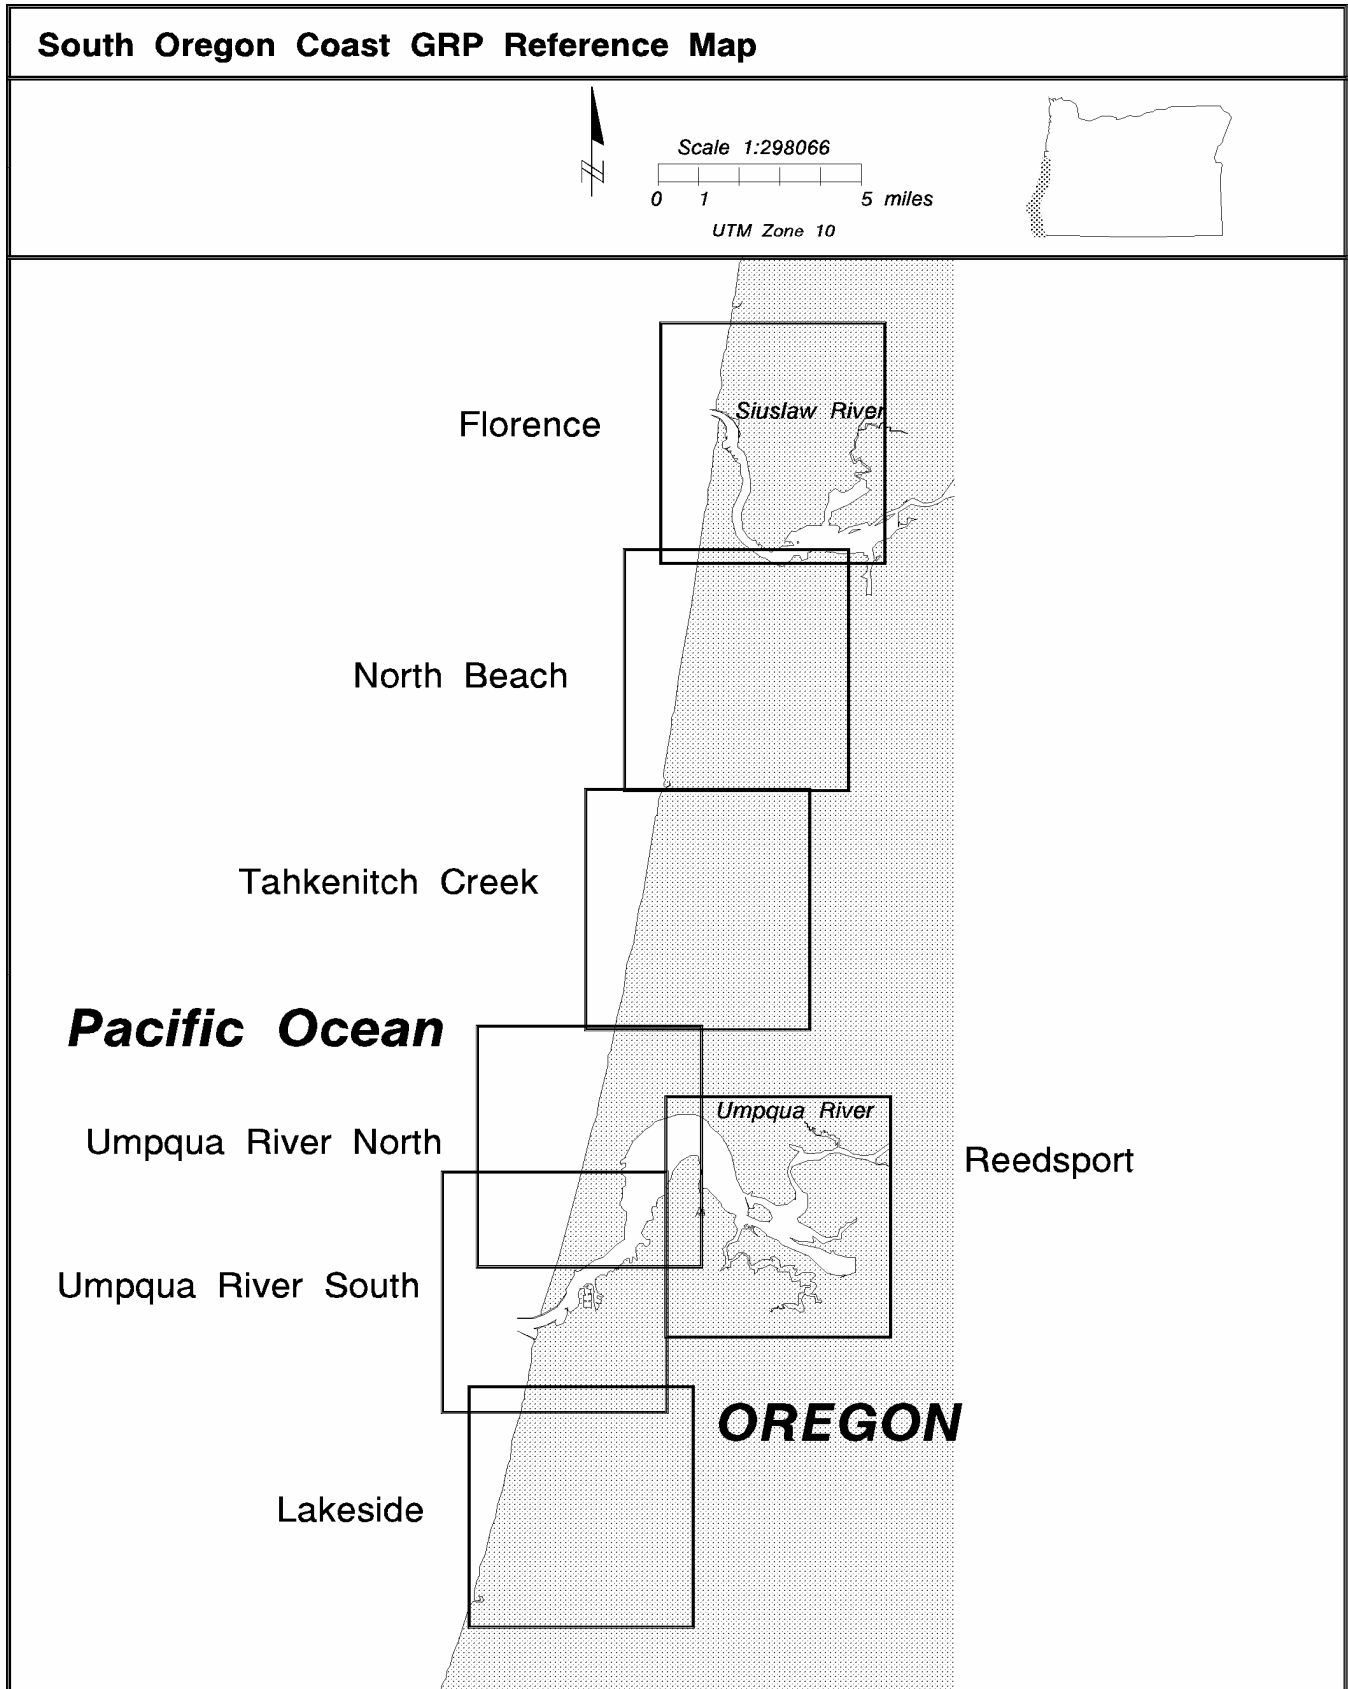 South Oregon Coast GRP Reference Map
N
Scale 1:298066
0 1 5 miles
UTM Zone 10
Siuslaw River
Florence
North Beach
Tahkenitch Creek
Pacific Ocean
Umpqua River
Umpqua River North
Reedsport
Umpqua River South
OREGON
Lakeside